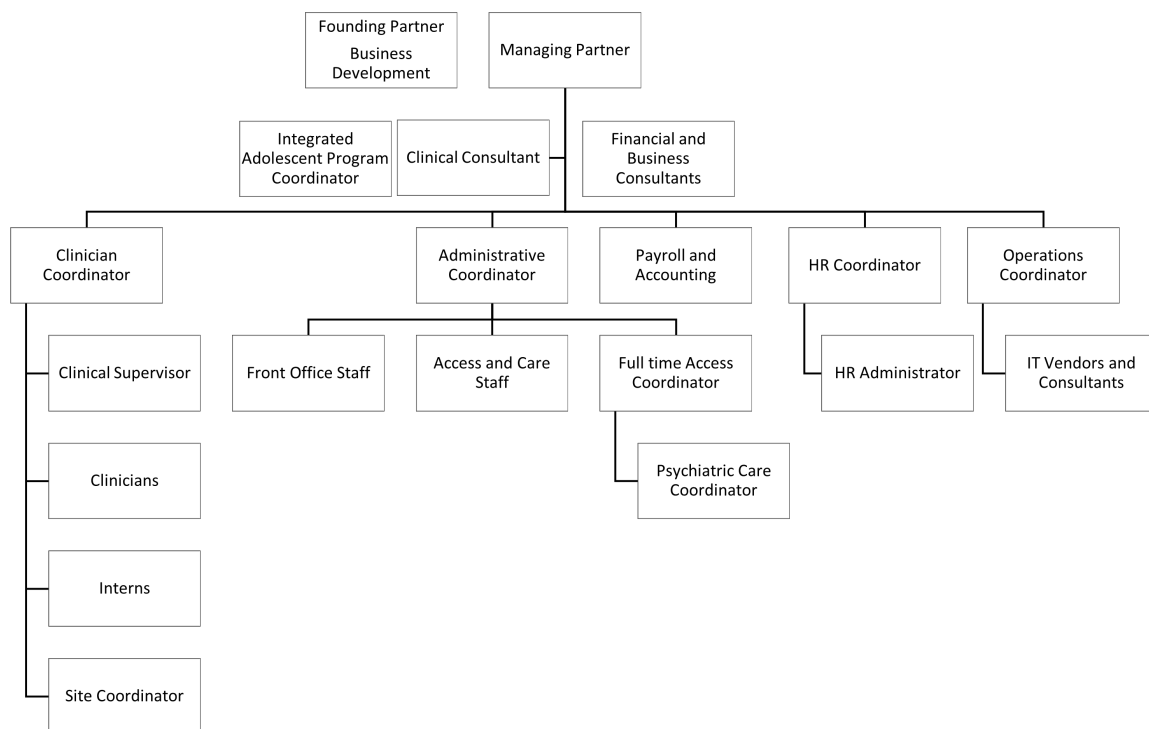 Founding Partner
Business
Development
Managing Partner
Integrated
Adolescent Program
Coordinator
Clinical Consultant
Financial and
Business
Consultants
Clinician
Coordinator
Administrative
Coordinator
Payroll and
Accounting
HR Coordinator
Operations
Coordinator
Clinical Supervisor
Front Office Staff
Access and Care
Staff
Full time Access
Coordinator
HR Administrator
IT Vendors and
Consultants
Clinicians
Psychiatric Care
Coordinator
Interns
Site Coordinator